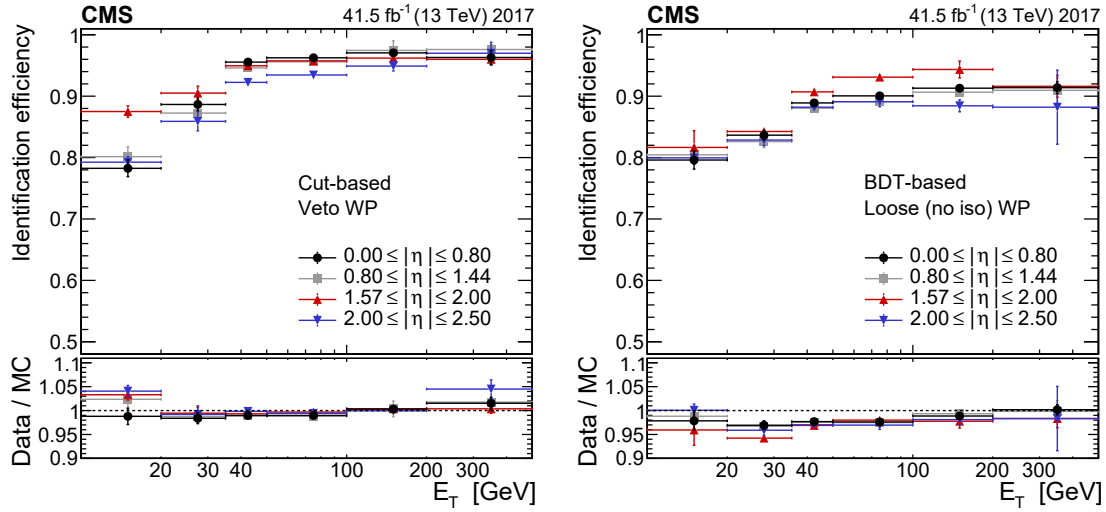 CMS
41.5 fb⁻¹ (13 TeV) 2017
Identification efficiency
1
0.9
0.8
0.7
0.6
0.5
Cut-based
Veto WP
0.00 ≤ |η| ≤ 0.80
0.80 ≤ |η| ≤ 1.44
1.57 ≤ |η| ≤ 2.00
2.00 ≤ |η| ≤ 2.50
Data / MC
1.1
1.05
1
0.95
0.9
20 30 40 100 200 300
E_T [GeV]
CMS
41.5 fb⁻¹ (13 TeV) 2017
Identification efficiency
1
0.9
0.8
0.7
0.6
0.5
BDT-based
Loose (no iso) WP
0.00 ≤ |η| ≤ 0.80
0.80 ≤ |η| ≤ 1.44
1.57 ≤ |η| ≤ 2.00
2.00 ≤ |η| ≤ 2.50
Data / MC
1.1
1.05
1
0.95
0.9
20 30 40 100 200 300
E_T [GeV]